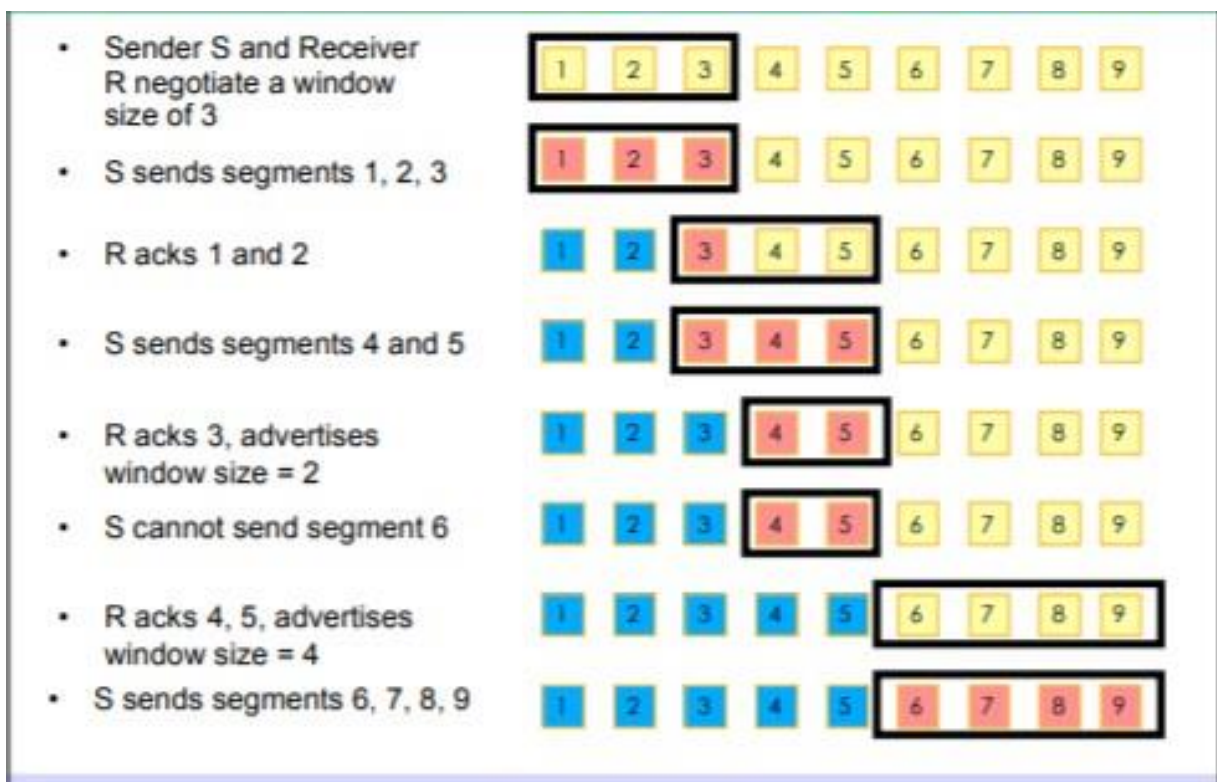 • Sender S and Receiver
R negotiate a window
size of 3
1 2 3 4 5 6 7 8 9
• S sends segments 1, 2, 3
1 2 3 4 5 6 7 8 9
• R acks 1 and 2
1 2 3 4 5 6 7 8 9
• S sends segments 4 and 5
1 2 3 4 5 6 7 8 9
• R acks 3, advertises
window size = 2
1 2 3 4 5 6 7 8 9
• S cannot send segment 6
1 2 3 4 5 6 7 8 9
• R acks 4, 5, advertises
window size = 4
1 2 3 4 5 6 7 8 9
• S sends segments 6, 7, 8, 9
1 2 3 4 5 6 7 8 9